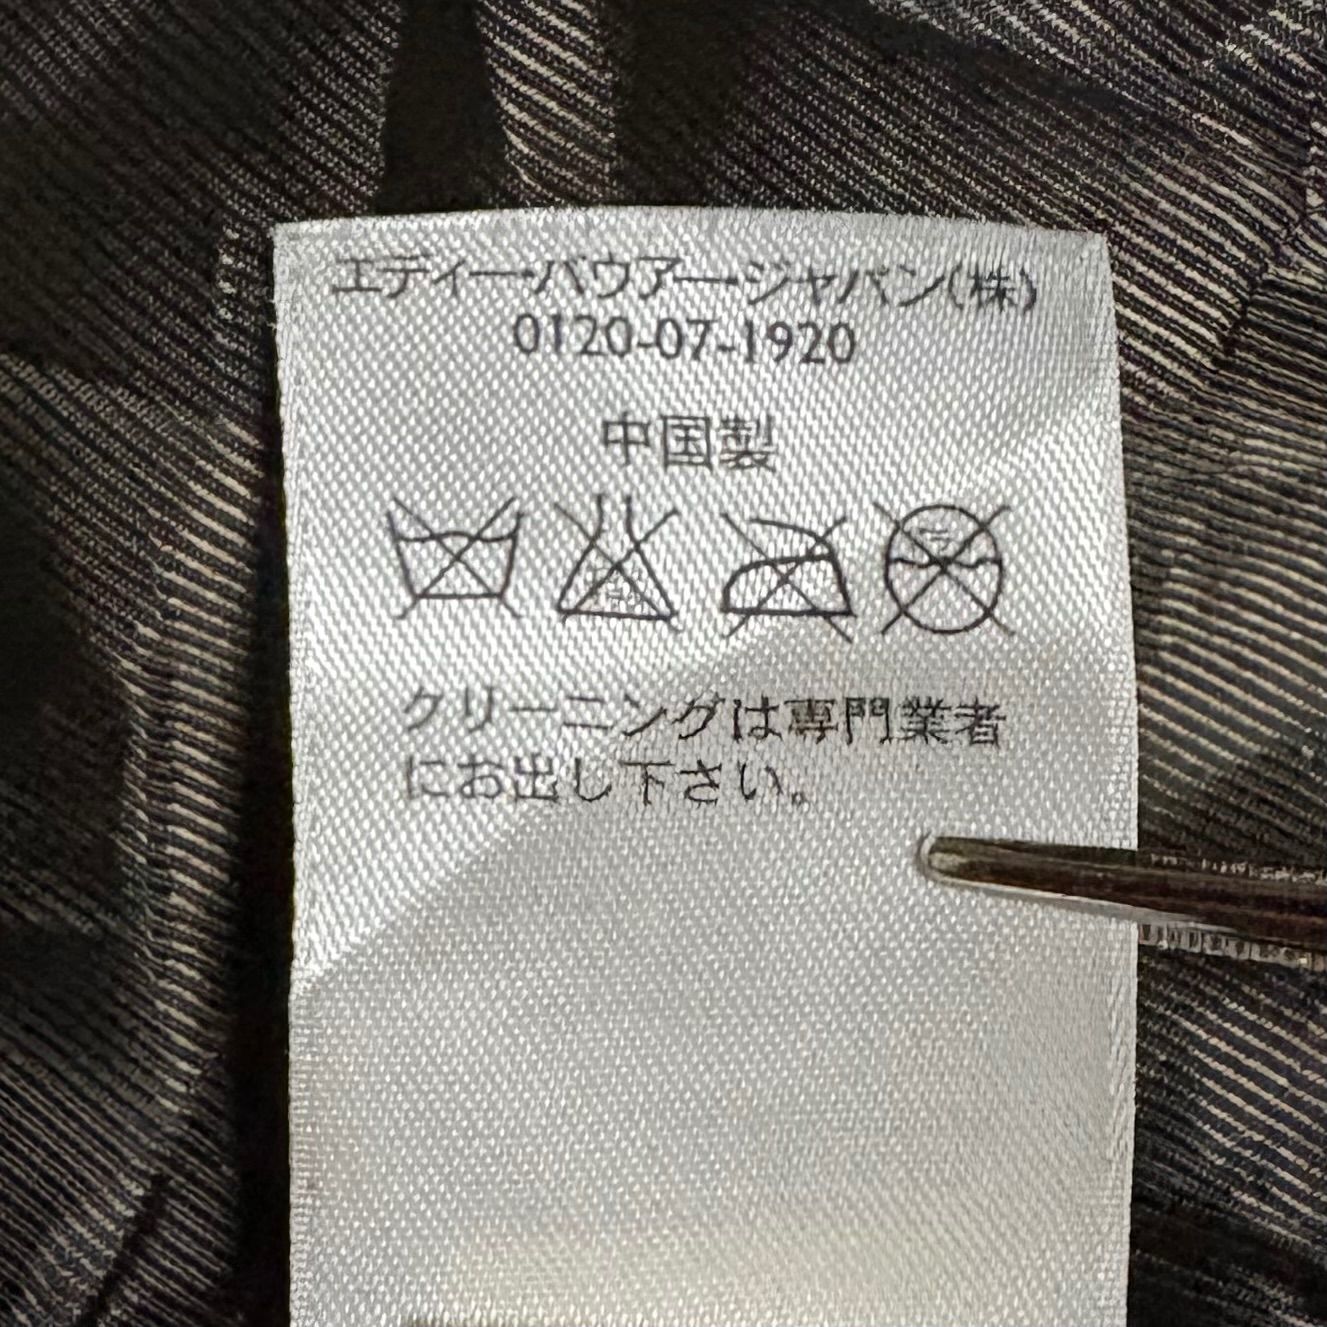 エディー・バウアー・ジャパン(株)
0120-07-1920
中国製
クリーニングは専門業者
にお出し下さい。